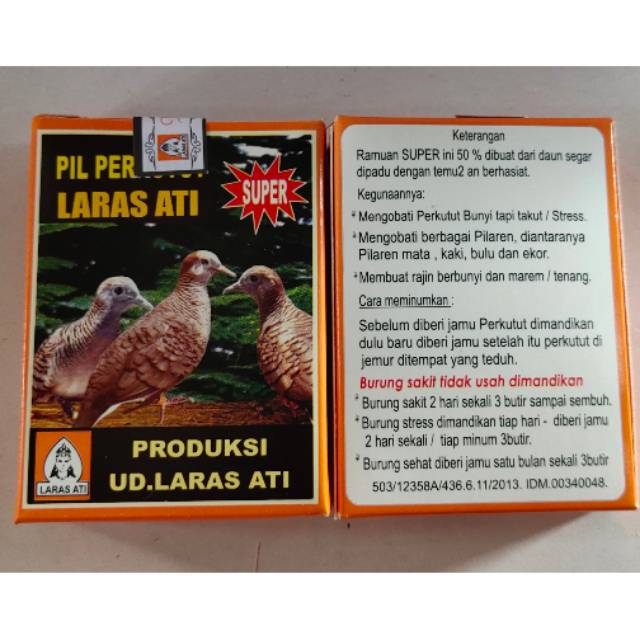 PIL PER
LARAS ATI
SUPER
LARAS ATI
PRODUKSI
UD.LARAS ATI
Keterangan
Ramuan SUPER ini 50 % dibuat dari daun segar
dipadu dengan temu2 an berhasiat.
Kegunaannya:
Mengobati Perkutut Bunyi tapi takut / Stress.
Mengobati berbagai Pilaren, diantaranya
Pilaren mata , kaki, bulu dan ekor.
Membuat rajin berbunyi dan marem / tenang.
Cara meminumkan :
Sebelum diberi jamu Perkutut dimandikan
dulu baru diberi jamu setelah itu perkutut di
jemur ditempat yang teduh.
Burung sakit tidak usah dimandikan
* Burung sakit 2 hari sekali 3 butir sampai sembuh.
* Burung stress dimandikan tiap hari - diberi jamu
2 hari sekali / tiap minum 3butir.
* Burung sehat diberi jamu satu bulan sekali 3butir
503/12358A/436.6.11/2013. IDM.00340048.